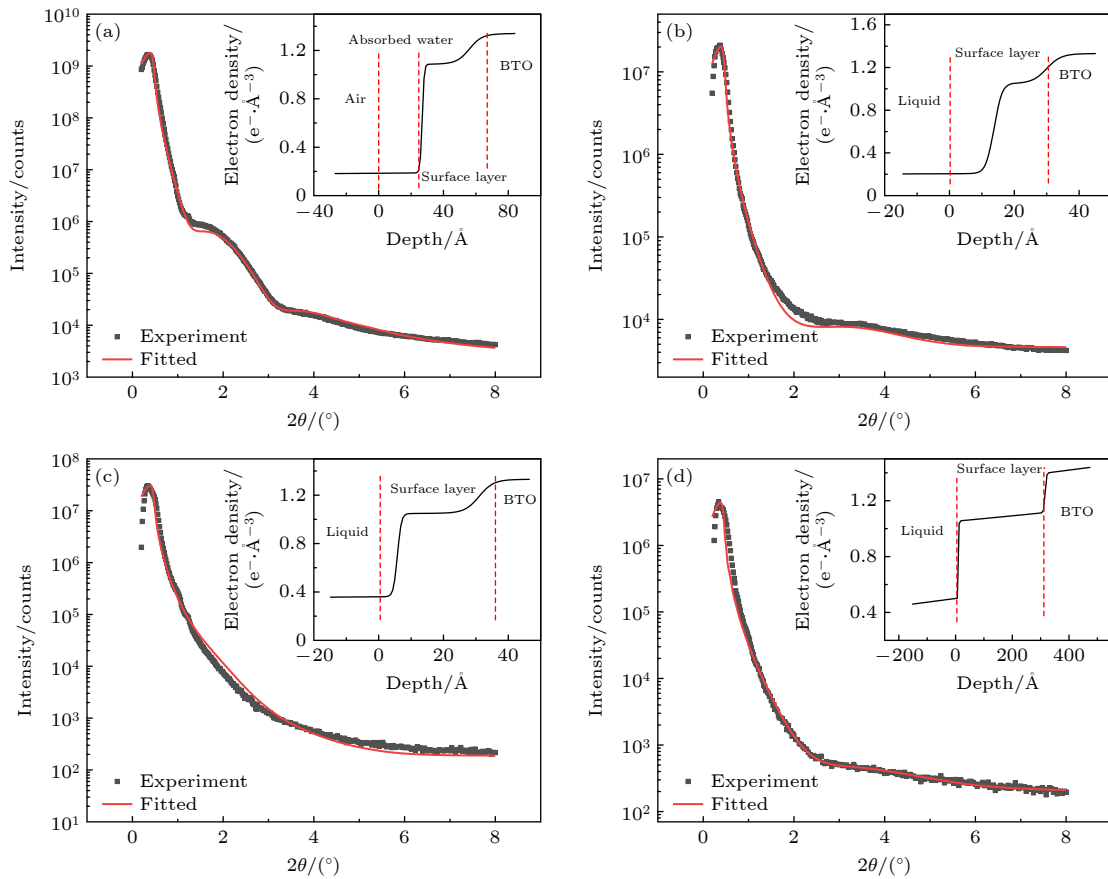 (a)
Intensity/counts
10¹⁰
10⁹
10⁸
10⁷
10⁶
10⁵
10⁴
10³
0 2 4 6 8
2θ/(°)
Experiment
Fitted
Electron density/
(e⁻·Å⁻³)
1.2
0.8
0.4
0
−40 0 40 80
Depth/Å
Absorbed water
Air
BTO
Surface layer
(b)
Intensity/counts
10⁷
10⁶
10⁵
10⁴
0 2 4 6 8
2θ/(°)
Experiment
Fitted
Electron density/
(e⁻·Å⁻³)
1.6
1.2
0.8
0.4
0
−20 0 20 40
Depth/Å
Surface layer
BTO
Liquid
(c)
Intensity/counts
10⁸
10⁷
10⁶
10⁵
10⁴
10³
10²
10¹
0 2 4 6 8
2θ/(°)
Experiment
Fitted
Electron density/
(e⁻·Å⁻³)
1.2
0.8
0.4
0
−20 0 20 40
Depth/Å
Surface layer
BTO
Liquid
(d)
Intensity/counts
10⁷
10⁶
10⁵
10⁴
10³
10²
0 2 4 6 8
2θ/(°)
Experiment
Fitted
Electron density/
(e⁻·Å⁻³)
1.2
0.8
0.4
−200 0 200 400
Depth/Å
Surface layer
BTO
Liquid